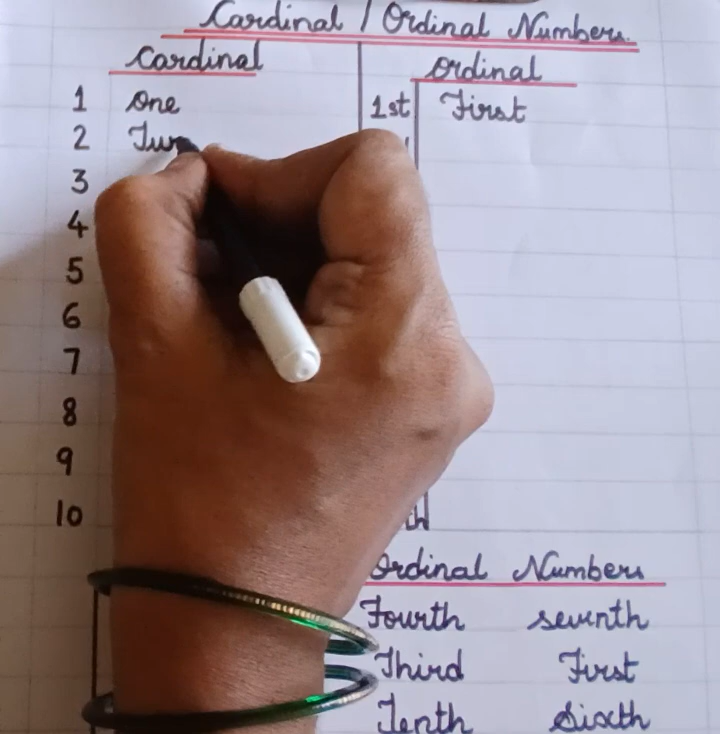 Cardinal / Ordinal Numbers.
Cardinal Ordinal
1 One 1st First
2
3
4
5
6
7
8
9
10
Ordinal Numbers
Fourth seventh
Third First
Tenth Sixth